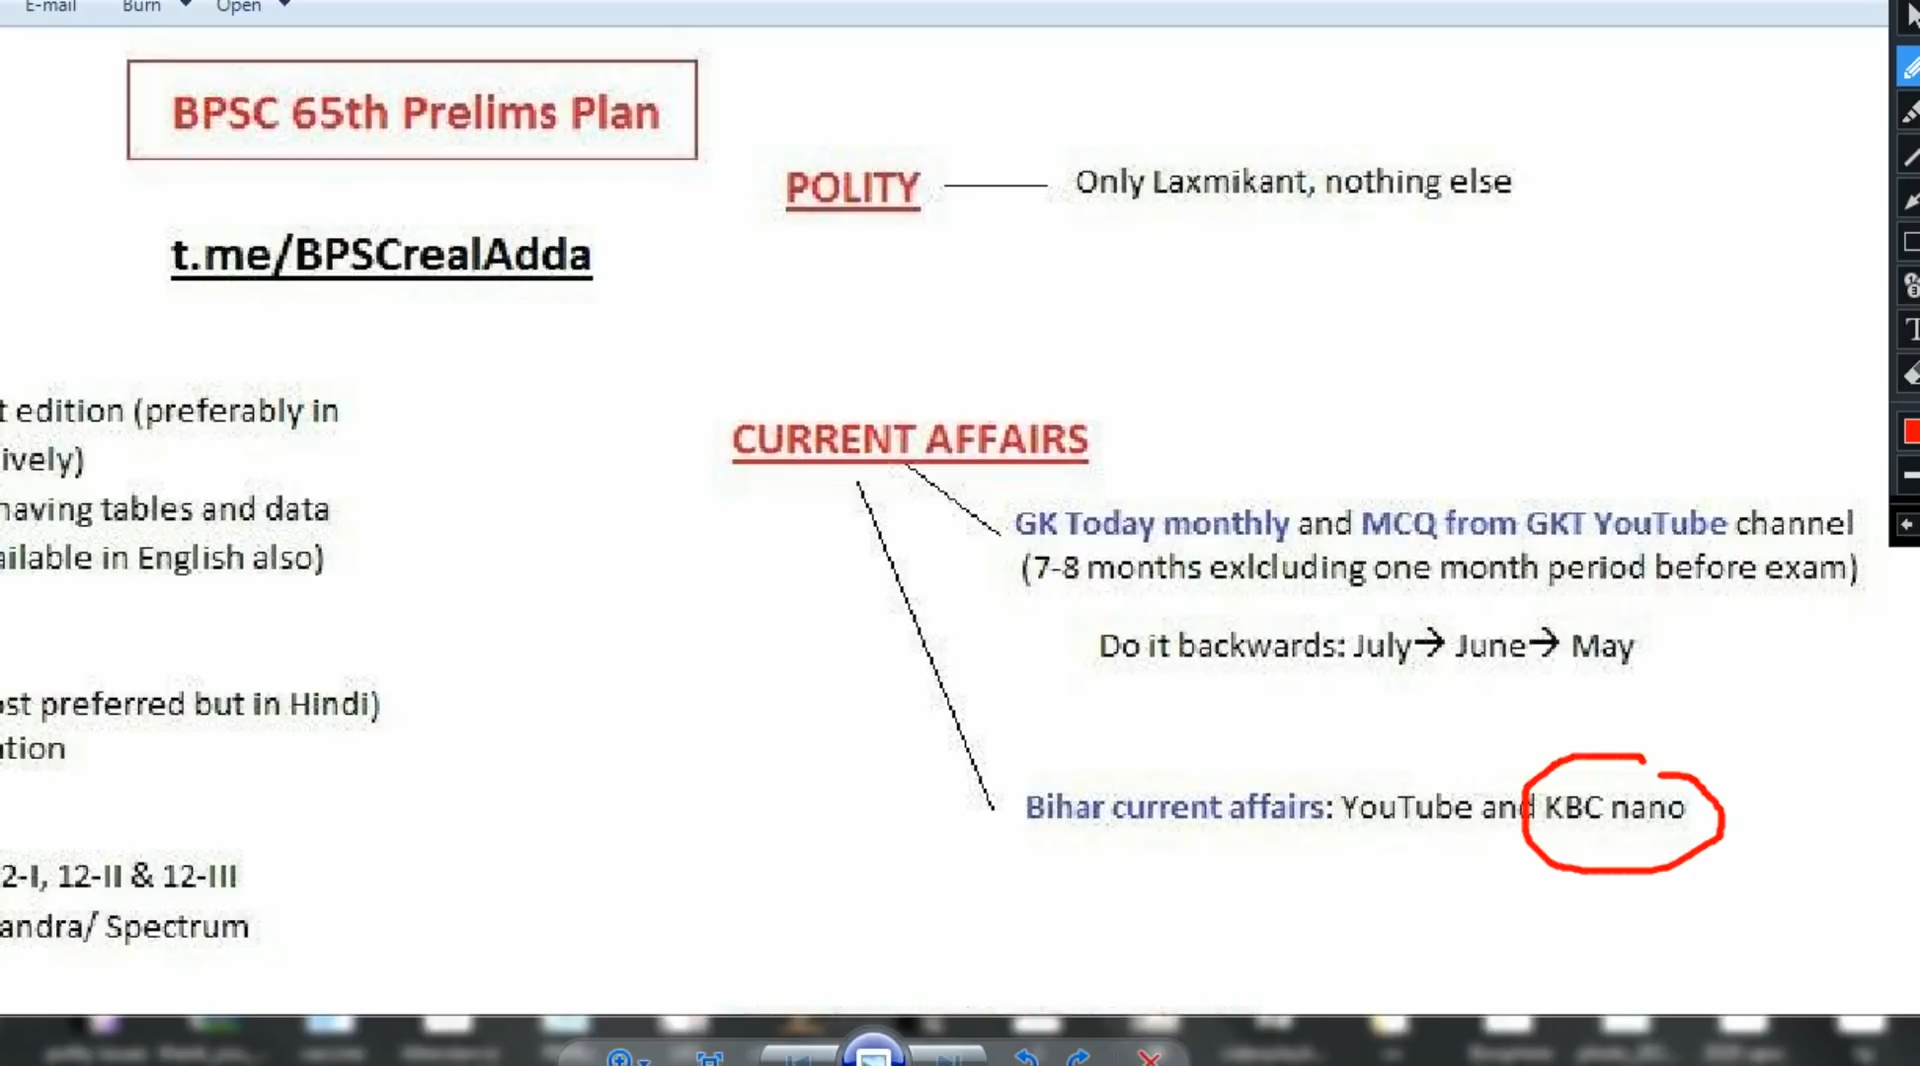 E-mail Burn Open
BPSC 65th Prelims Plan
t.me/BPSCrealAdda
POLITY
Only Laxmikant, nothing else
edition (preferably in
ively)
having tables and data
ailable in English also)
ost preferred but in Hindi)
ation
2-I, 12-II & 12-III
andra/ Spectrum
CURRENT AFFAIRS
GK Today monthly and MCQ from GKT YouTube channel
(7-8 months exlcluding one month period before exam)
Do it backwards: July→ June→ May
Bihar current affairs: YouTube and KBC nano